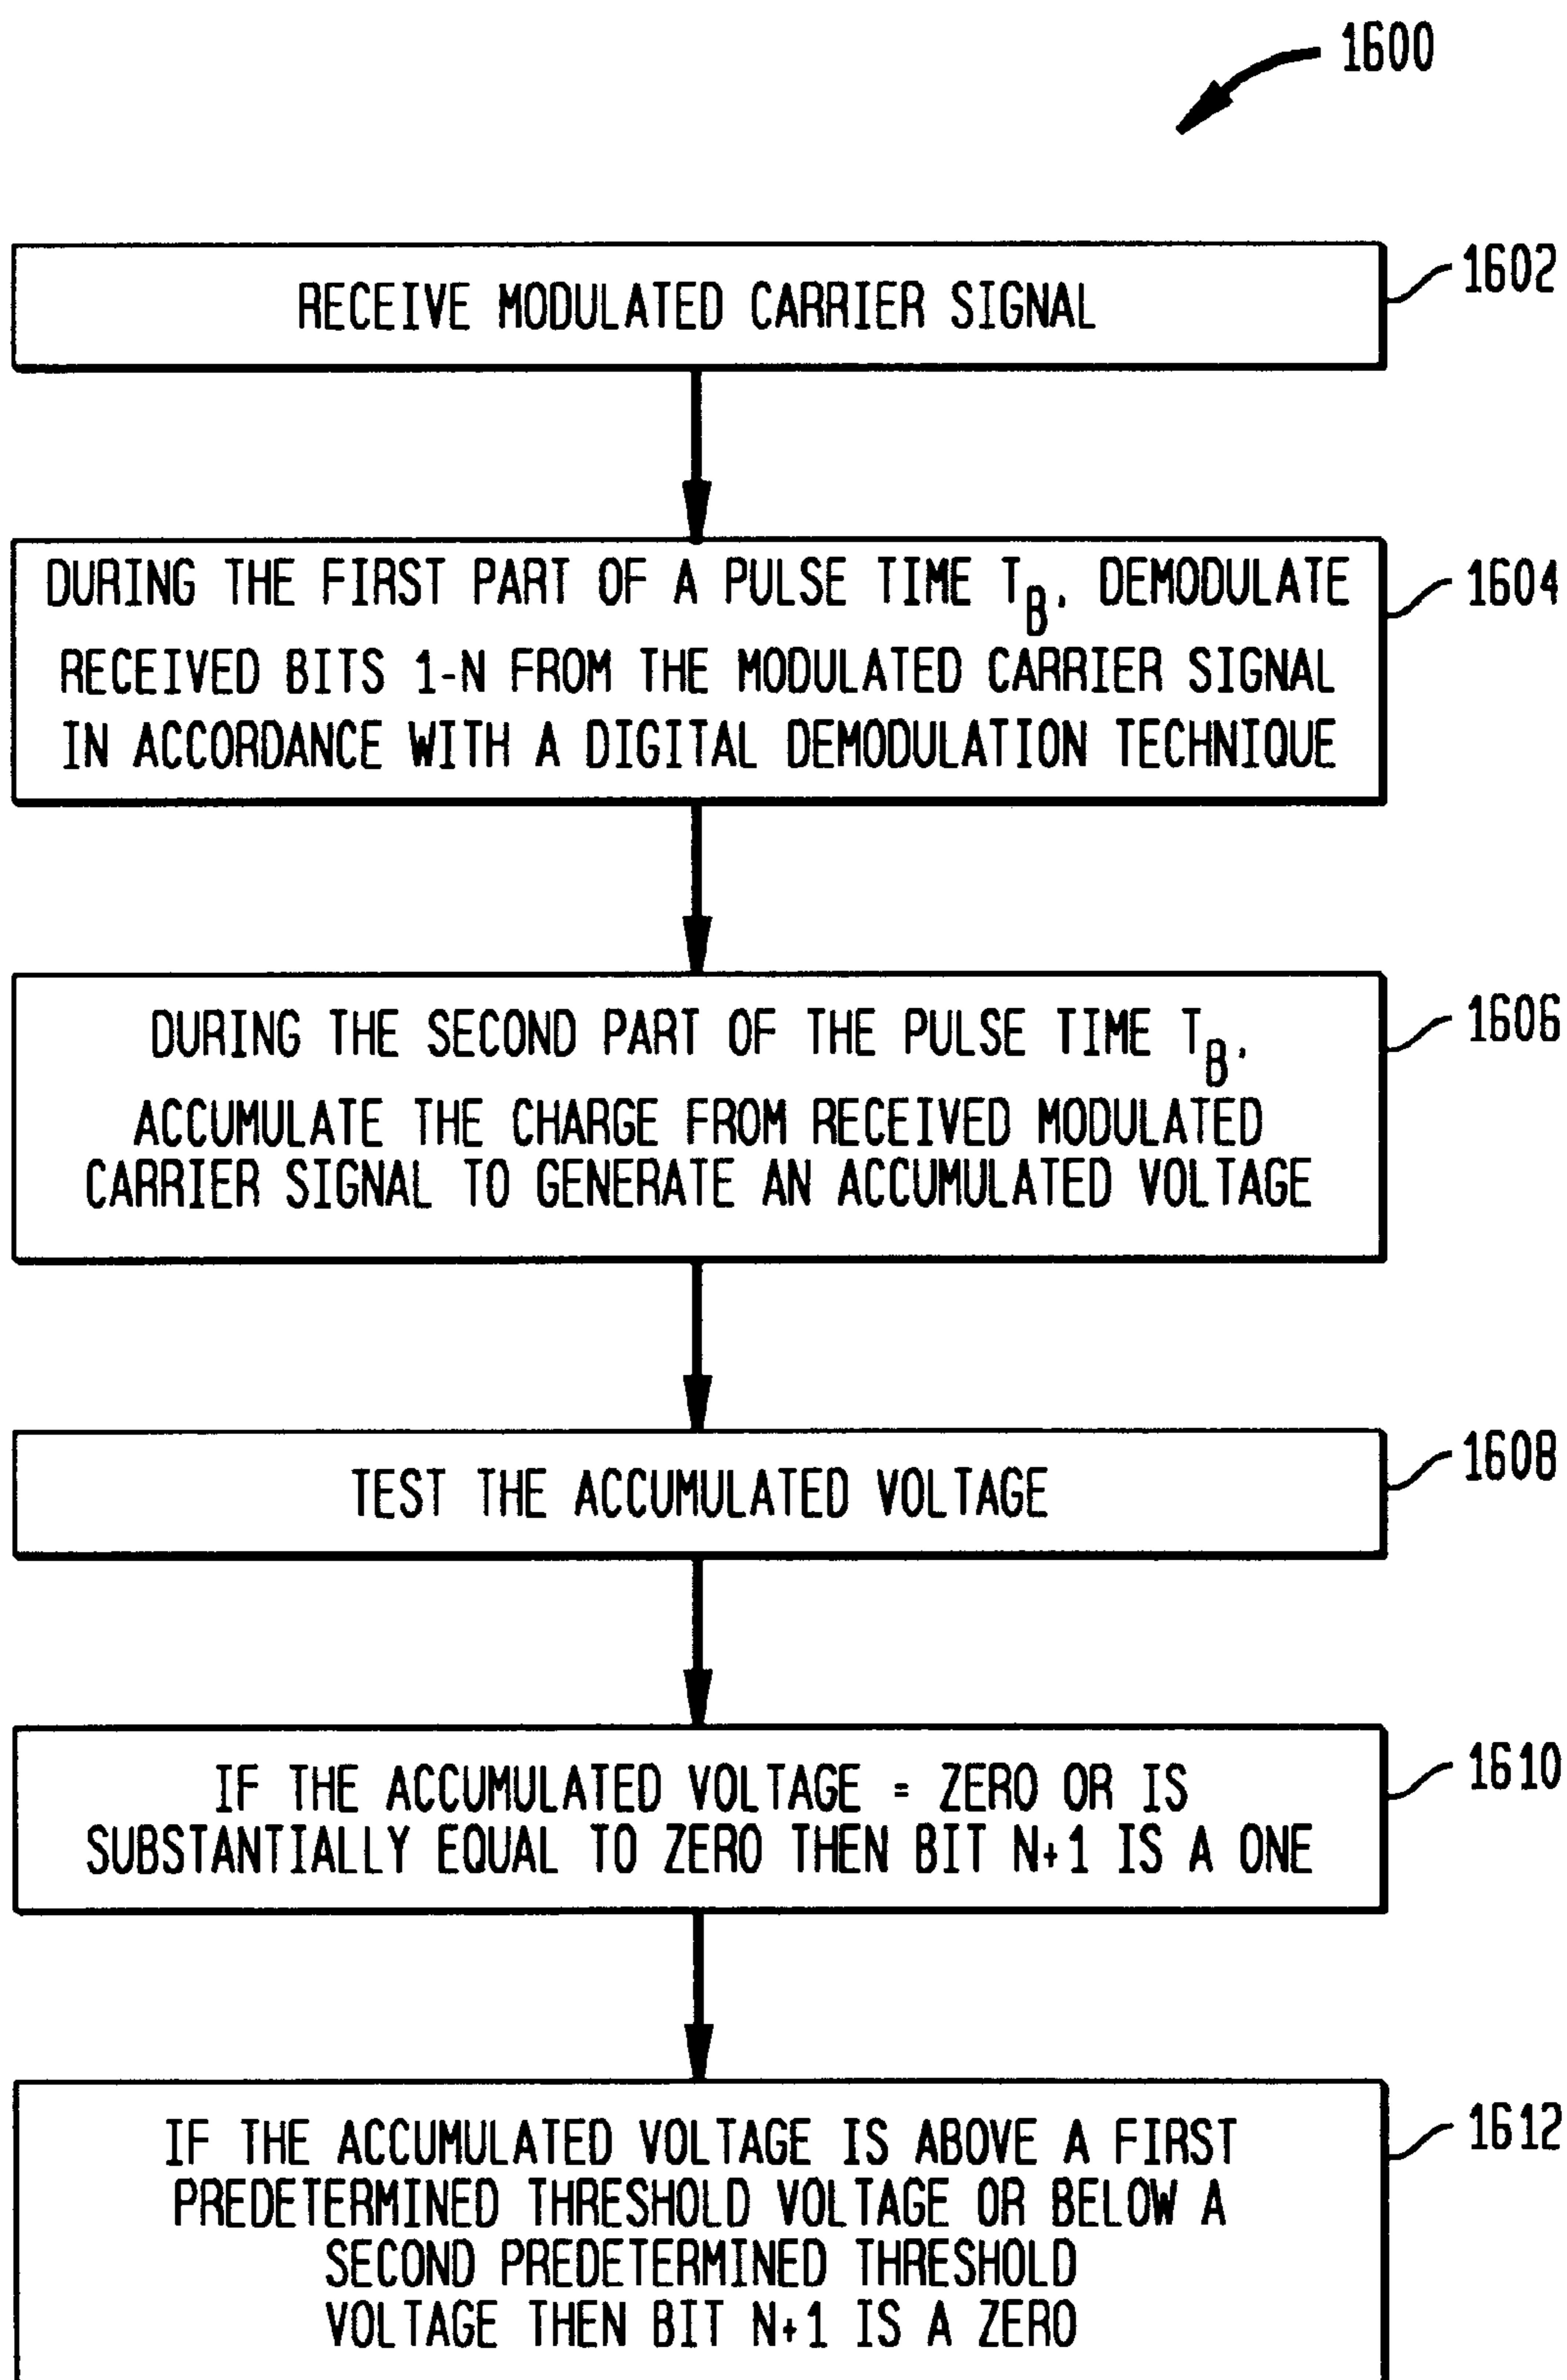 1600
RECEIVE MODULATED CARRIER SIGNAL
1602
DURING THE FIRST PART OF A PULSE TIME TB, DEMODULATE
RECEIVED BITS 1-N FROM THE MODULATED CARRIER SIGNAL
IN ACCORDANCE WITH A DIGITAL DEMODULATION TECHNIQUE
1604
DURING THE SECOND PART OF THE PULSE TIME TB,
ACCUMULATE THE CHARGE FROM RECEIVED MODULATED
CARRIER SIGNAL TO GENERATE AN ACCUMULATED VOLTAGE
1606
TEST THE ACCUMULATED VOLTAGE
1608
IF THE ACCUMULATED VOLTAGE = ZERO OR IS
SUBSTANTIALLY EQUAL TO ZERO THEN BIT N+1 IS A ONE
1610
IF THE ACCUMULATED VOLTAGE IS ABOVE A FIRST
PREDETERMINED THRESHOLD VOLTAGE OR BELOW A
SECOND PREDETERMINED THRESHOLD
VOLTAGE THEN BIT N+1 IS A ZERO
1612